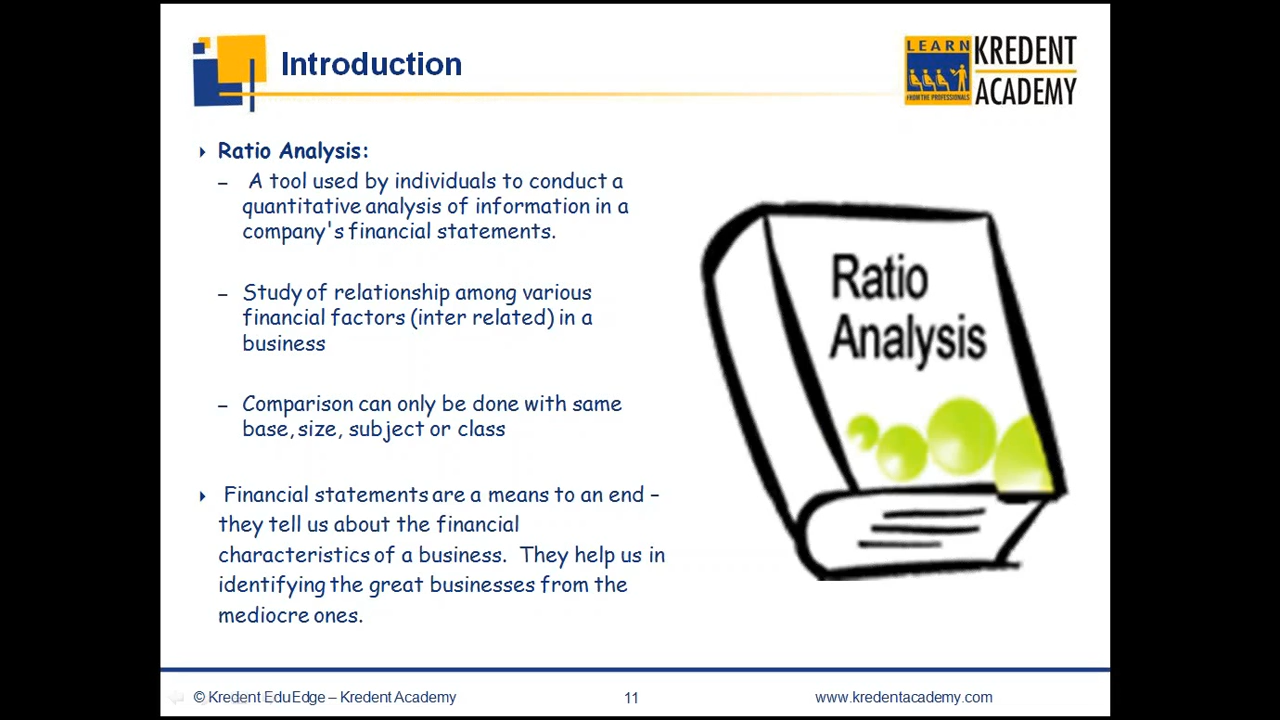 Introduction
LEARN
FROM THE PROFESSIONALS
KREDENT
ACADEMY
Ratio Analysis:
– A tool used by individuals to conduct a
quantitative analysis of information in a
company's financial statements.
– Study of relationship among various
financial factors (inter related) in a
business
– Comparison can only be done with same
base, size, subject or class
Financial statements are a means to an end –
they tell us about the financial
characteristics of a business. They help us in
identifying the great businesses from the
mediocre ones.
Ratio
Analysis
© Kredent EduEdge – Kredent Academy
11
www.kredentacademy.com